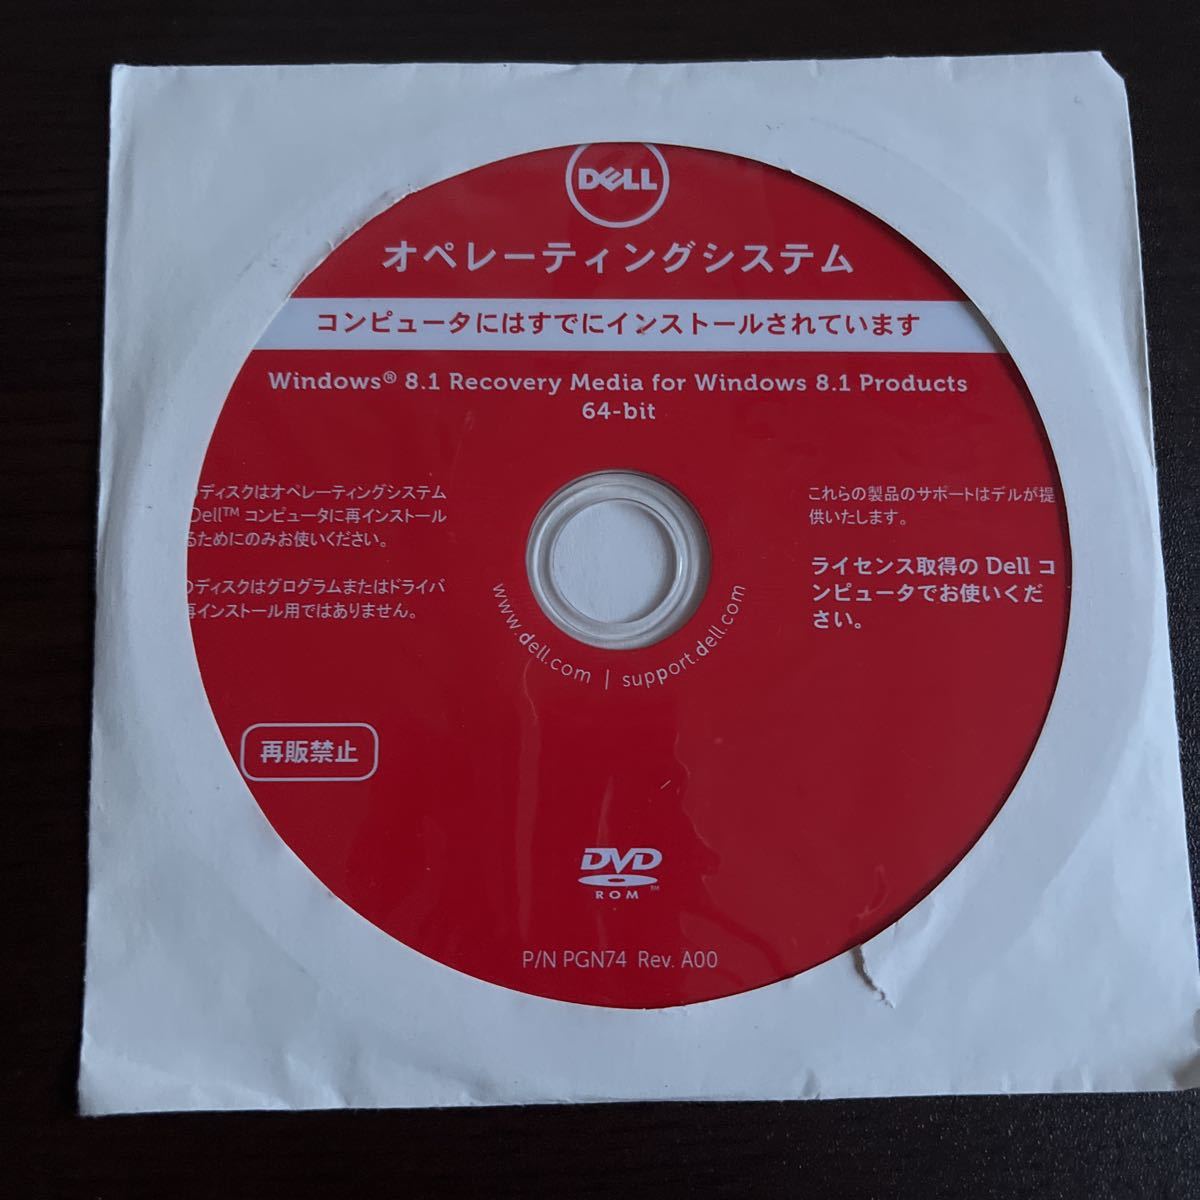 DELL
オペレーティングシステム
コンピュータにはすでにインストールされています
Windows® 8.1 Recovery Media for Windows 8.1 Products
64-bit
ディスクはオペレーティングシステム
Dell™ コンピュータに再インストール
るためにのみお使いください。
のディスクはグログラムまたはドライバ
再インストール用ではありません。
これらの製品のサポートはデルが提
供いたします。
ライセンス取得の Dell コ
ンピュータでお使いくだ
さい。
www.dell.com | support.dell.com
再販禁止
DVD
ROM ™
P/N PGN74 Rev. A00